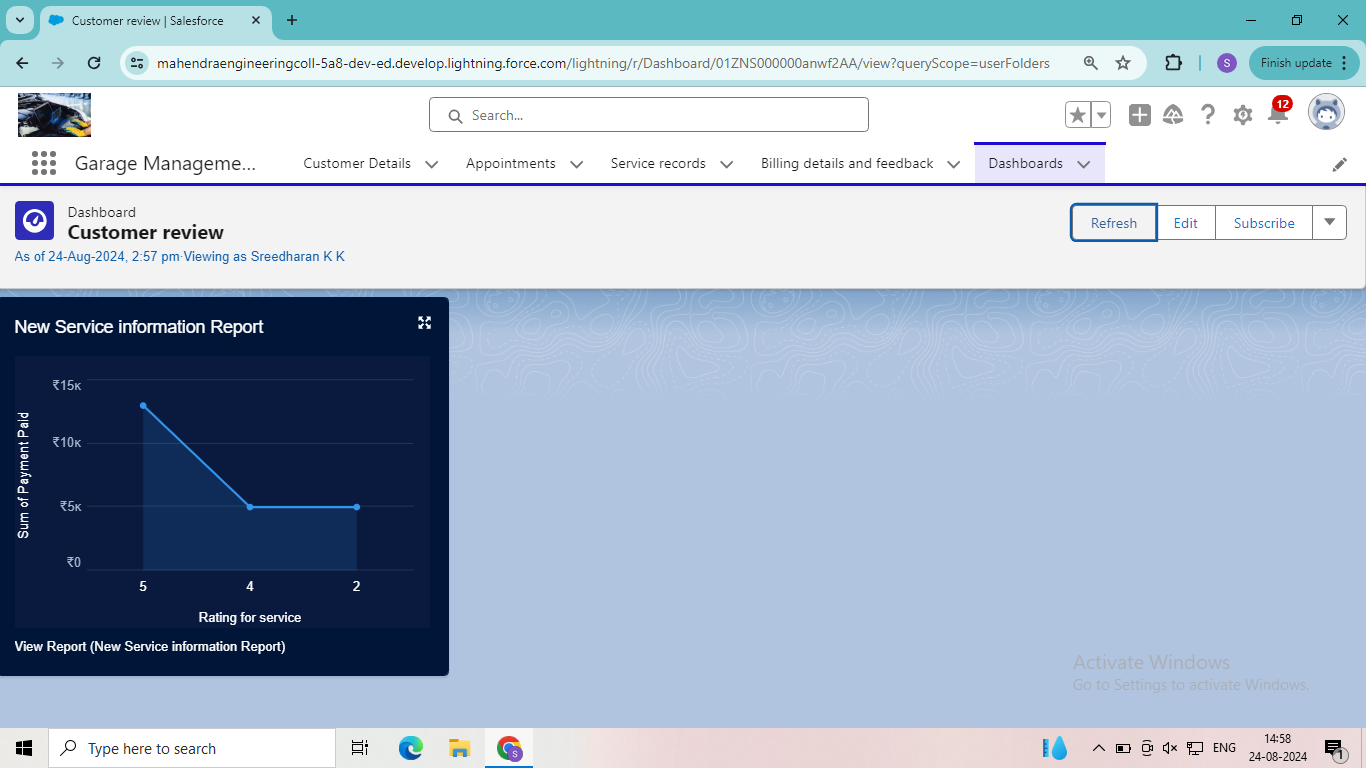 Customer review | Salesforce
mahendraengineeringcoll-5a8-dev-ed.develop.lightning.force.com/lightning/r/Dashboard/01ZNS000000anwf2AA/view?queryScope=userFolders
S
Finish update
Search...
12
Garage Manageme...
Customer Details
Appointments
Service records
Billing details and feedback
Dashboards
Dashboard
Customer review
As of 24-Aug-2024, 2:57 pm·Viewing as Sreedharan K K
Refresh
Edit
Subscribe
New Service information Report
₹15K
₹10K
₹5K
₹0
Sum of Payment Paid
5
4
2
Rating for service
View Report (New Service information Report)
Activate Windows
Go to Settings to activate Windows.
Type here to search
S
ENG
14:58
24-08-2024
1